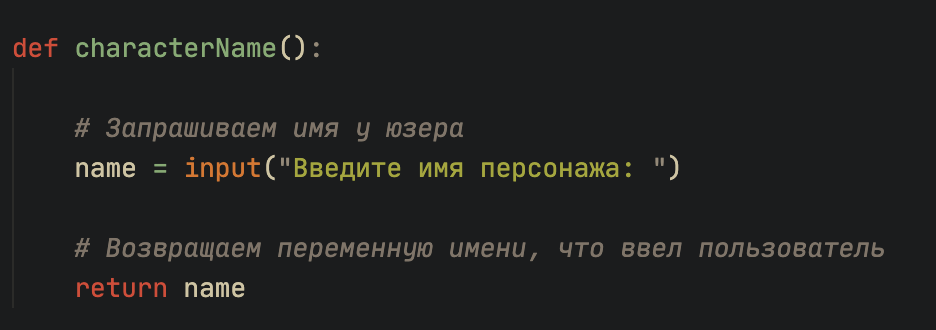 def characterName():
# Запрашиваем имя у юзера
name = input("Введите имя персонажа: ")
# Возвращаем переменную имени, что ввел пользователь
return name